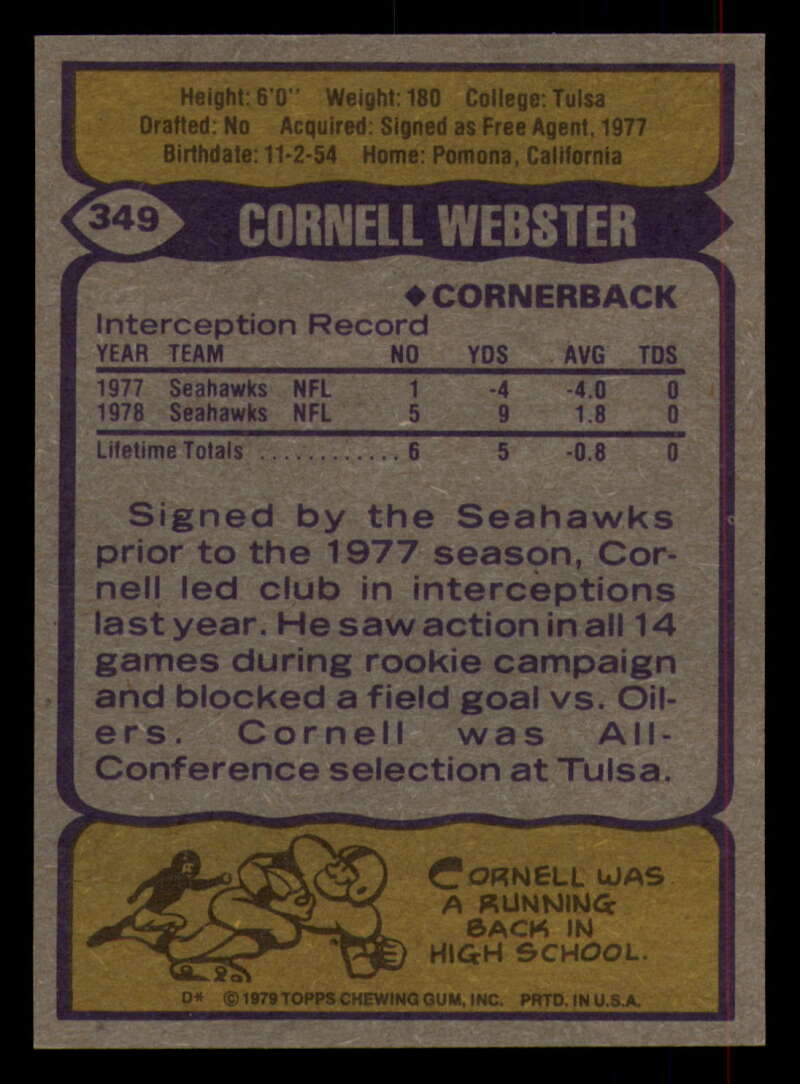 Height: 6'0" Weight: 180 College: Tulsa
Drafted: No Acquired: Signed as Free Agent, 1977
Birthdate: 11-2-54 Home: Pomona, California
349 CORNELL WEBSTER
◆CORNERBACK
Interception Record
YEAR TEAM NO YDS AVG TDS
1977 Seahawks NFL 1 -4 -4.0 0
1978 Seahawks NFL 5 9 1.8 0
Lifetime Totals ............ 6 5 -0.8 0
Signed by the Seahawks
prior to the 1977 season, Cor-
nell led club in interceptions
last year. He saw action in all 14
games during rookie campaign
and blocked a field goal vs. Oil-
ers. Cornell was All-
Conference selection at Tulsa.
CORNELL WAS
A RUNNING
BACK IN
HIGH SCHOOL.
D* ©1979 TOPPS CHEWING GUM, INC. PRTD. IN U.S.A.